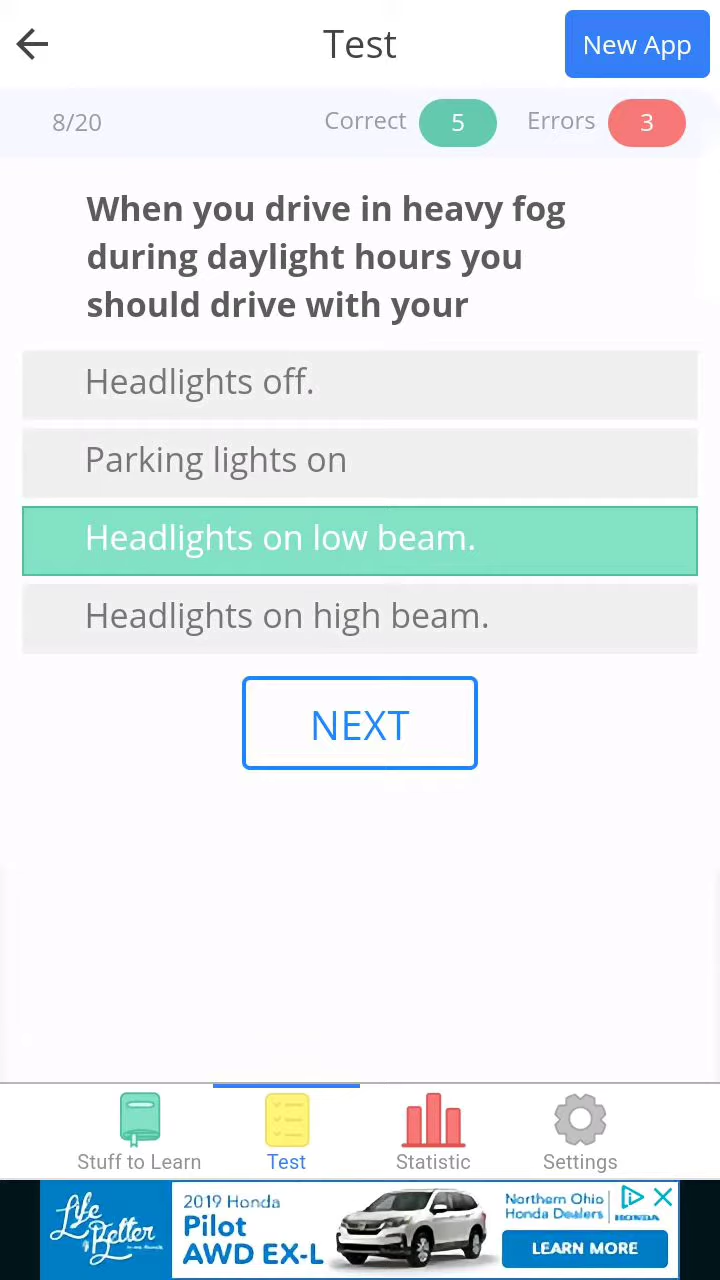 Test
New App
8/20
Correct 5
Errors 3
When you drive in heavy fog
during daylight hours you
should drive with your
Headlights off.
Parking lights on
Headlights on low beam.
Headlights on high beam.
NEXT
Stuff to Learn
Test
Statistic
Settings
Life
Better
2019 Honda
Pilot
AWD EX-L
Northern Ohio
Honda Dealers
HONDA
LEARN MORE